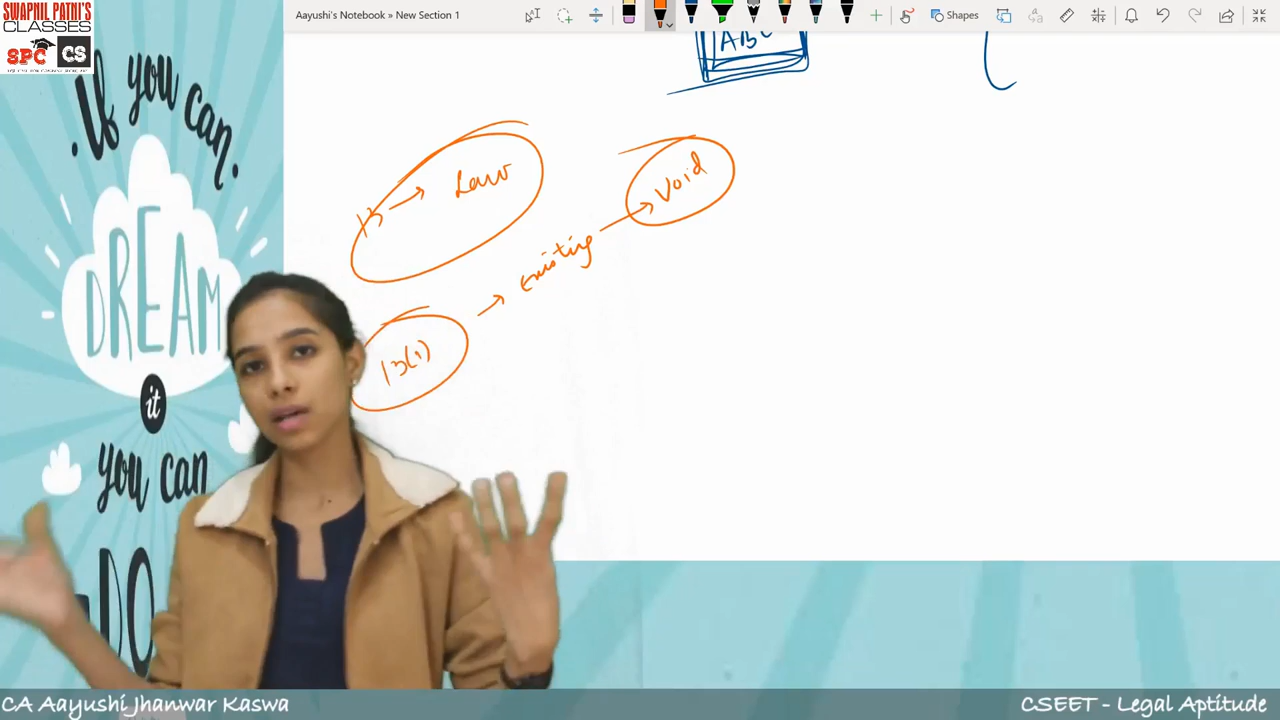 SWAPNIL PATNI'S
CLASSES
SPC CS
Aayushi's Notebook » New Section 1
Shapes
ABC
13 → Law
Existing → Void
13(1) →
If you can
DREAM
it
you can
DO
CA Aayushi Jhanwar Kaswa
CSEET - Legal Aptitude